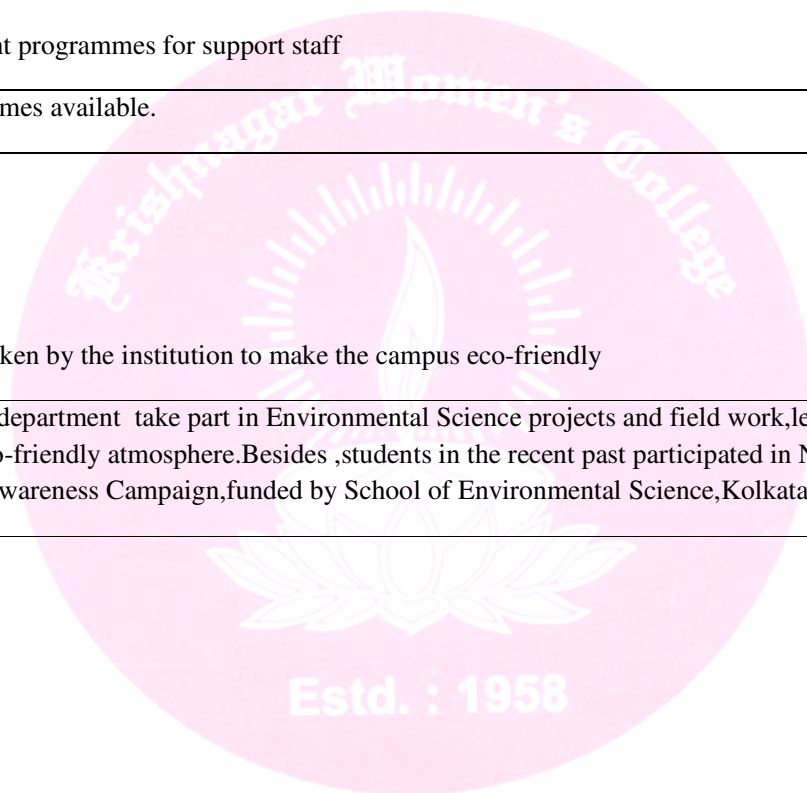 nt programmes for support staff
mes available.
Krishnagar Women's College
ken by the institution to make the campus eco-friendly
department take part in Environmental Science projects and field work,le
o-friendly atmosphere.Besides ,students in the recent past participated in N
wareness Campaign,funded by School of Environmental Science,Kolkata
Estd. : 1958